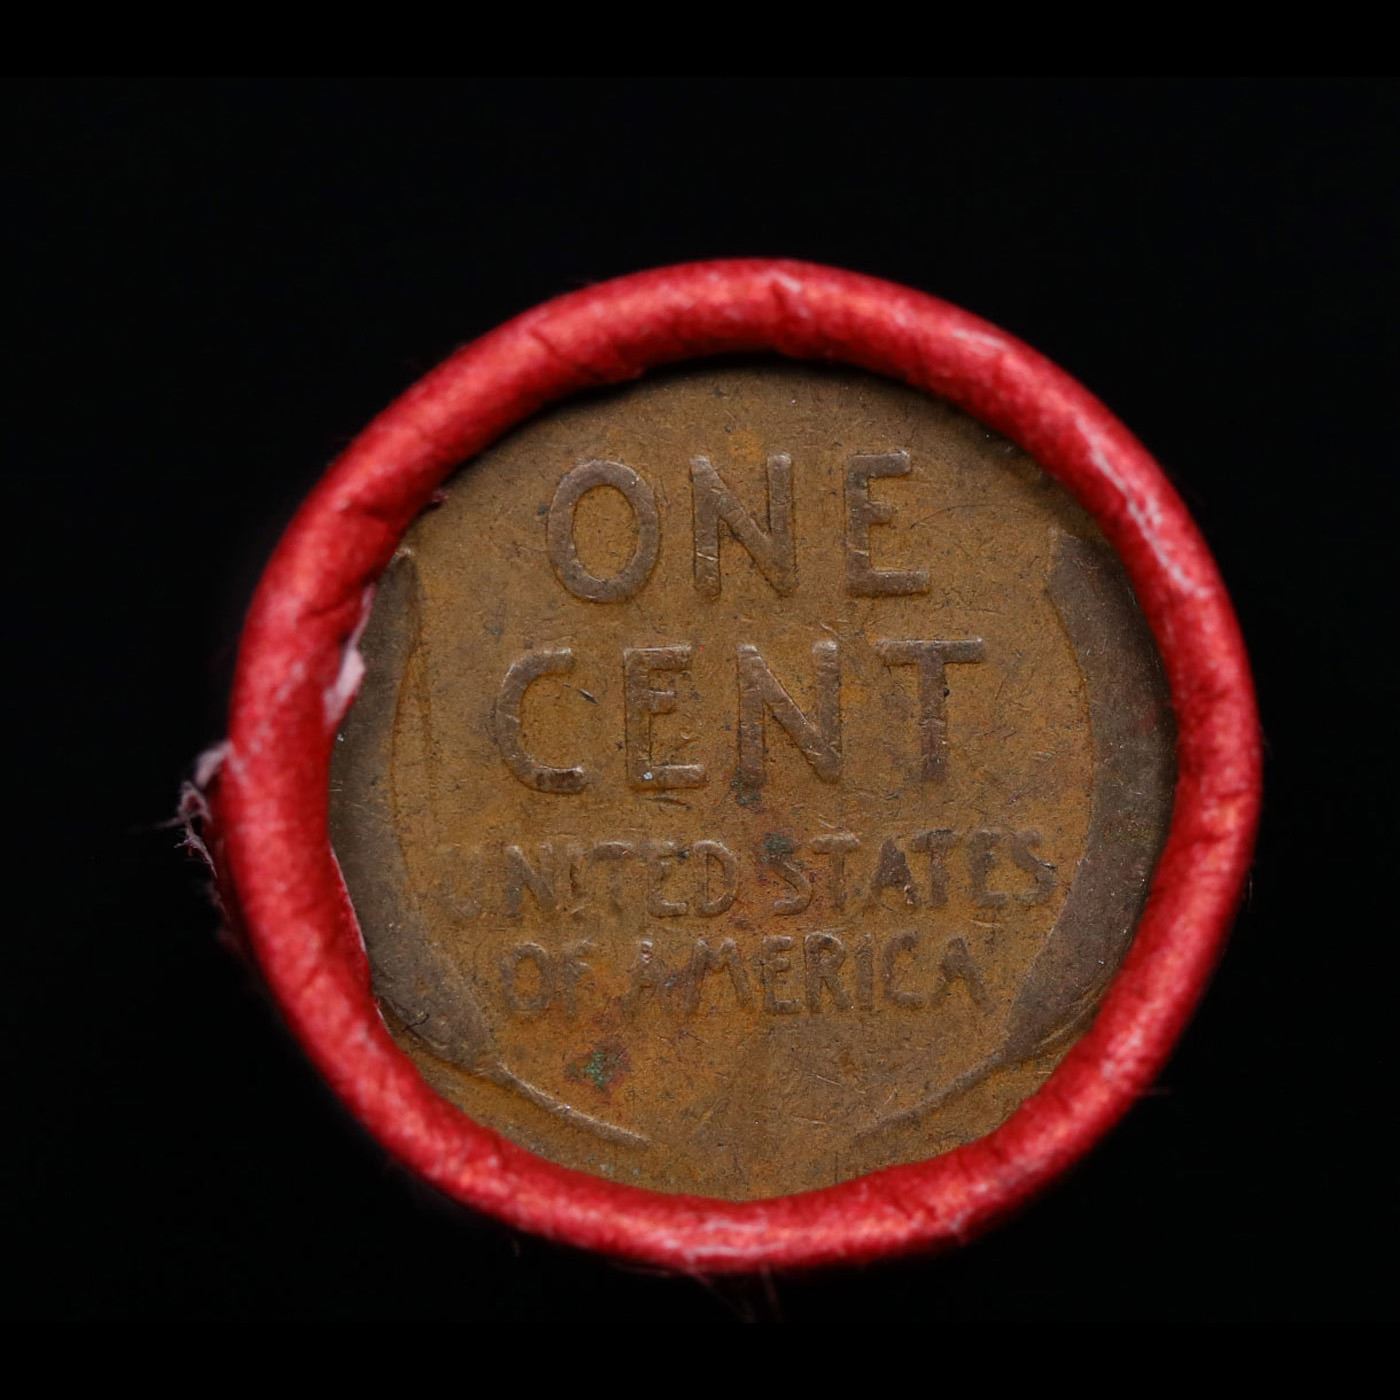 ONE
CENT
UNITED STATES
OF AMERICA